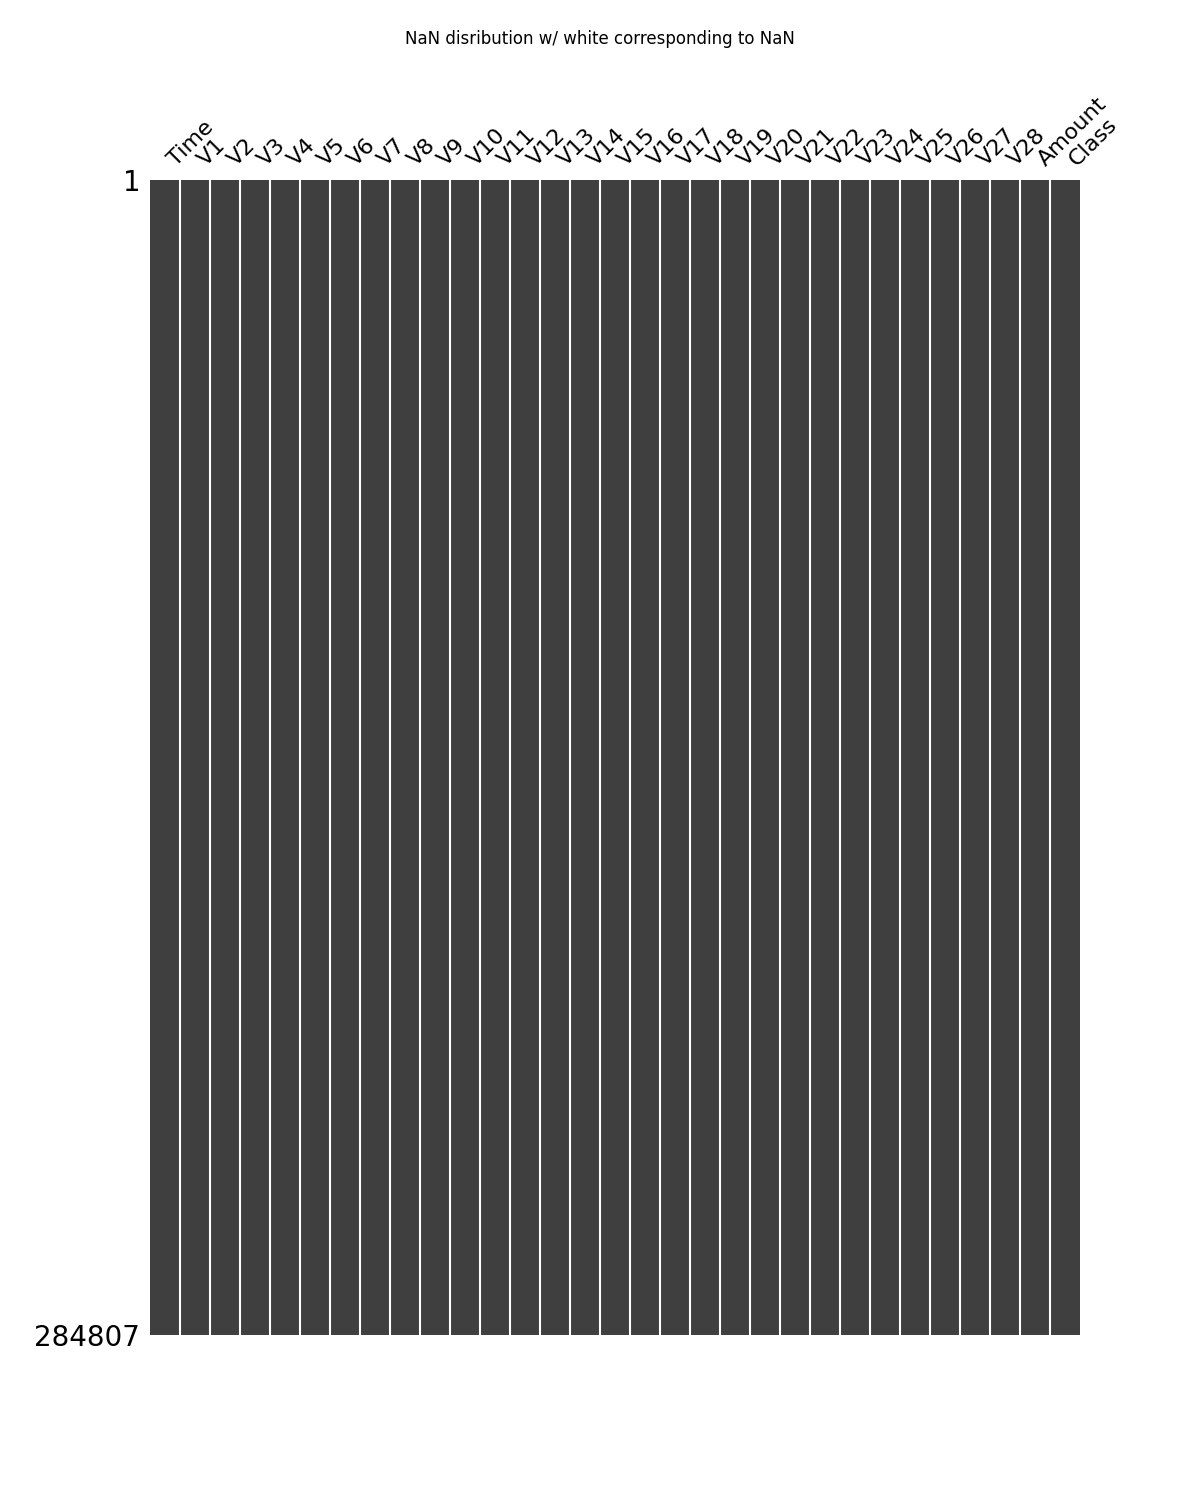 NaN disribution w/ white corresponding to NaN
Time
V1
V2
V3
V4
V5
V6
V7
V8
V9
V10
V11
V12
V13
V14
V15
V16
V17
V18
V19
V20
V21
V22
V23
V24
V25
V26
V27
V28
Amount
Class
1
284807